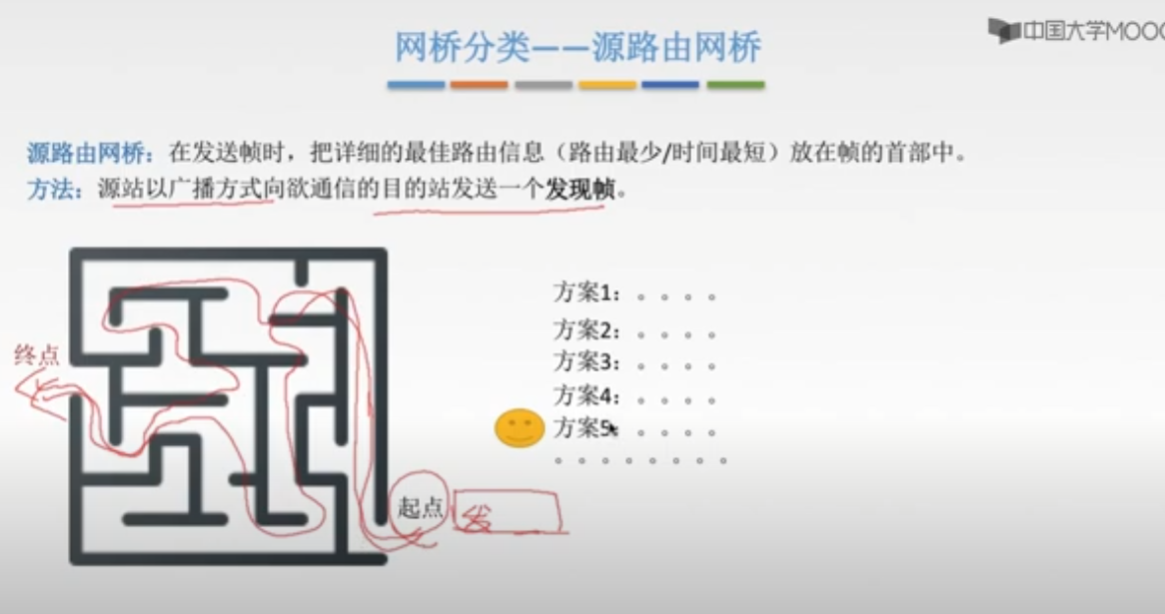 网桥分类——源路由网桥
中国大学MOOC
源路由网桥：在发送帧时，把详细的最佳路由信息（路由最少/时间最短）放在帧的首部中。
方法：源站以广播方式向欲通信的目的站发送一个发现帧。
终点
方案1：。。。。
方案2：。。。。
方案3：。。。。
方案4：。。。。
方案5：。。。。
。。。。。。。。
起点
发